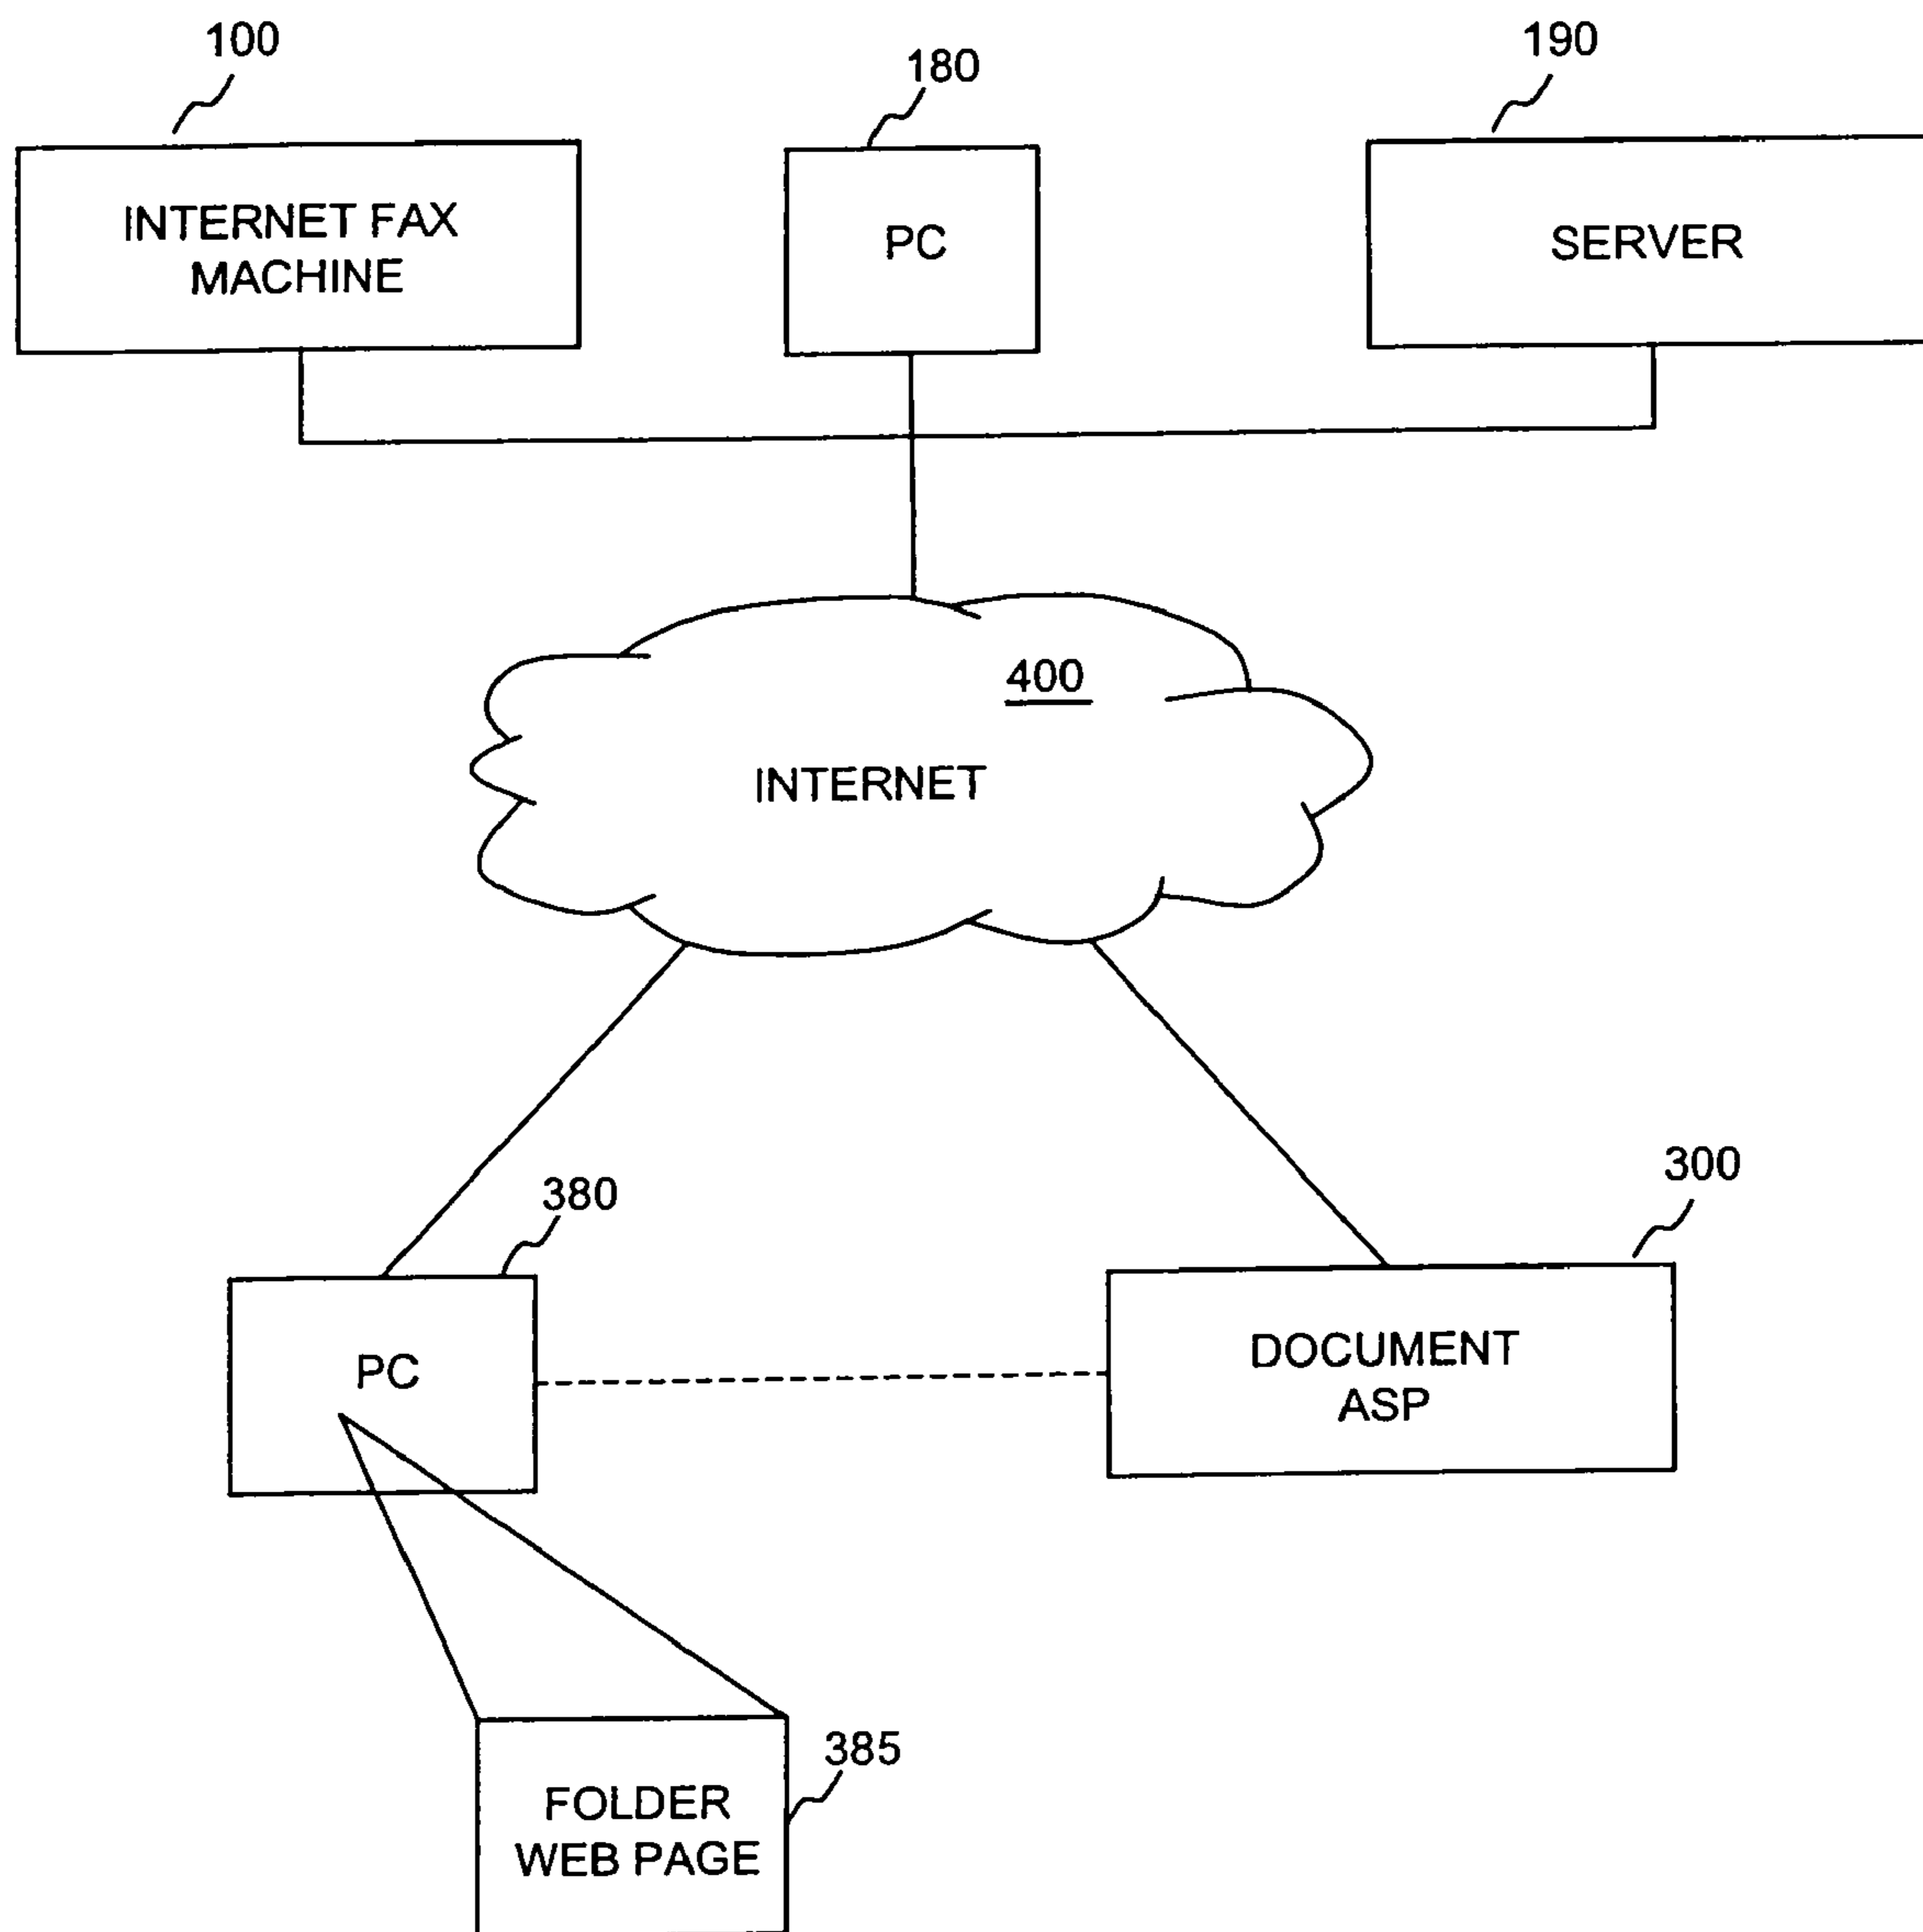 100
180
190
INTERNET FAX
MACHINE
PC
SERVER
400
INTERNET
380
300
PC
DOCUMENT
ASP
385
FOLDER
WEB PAGE